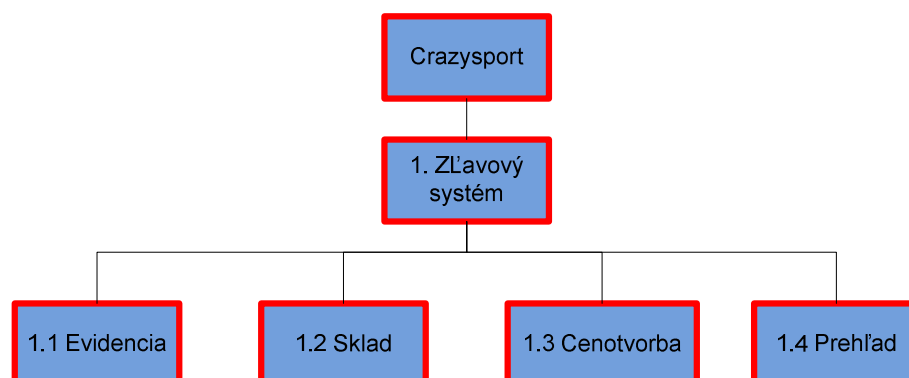 Crazysport
1. ZĽavový
systém
1.1 Evidencia
1.2 Sklad
1.3 Cenotvorba
1.4 Prehľad